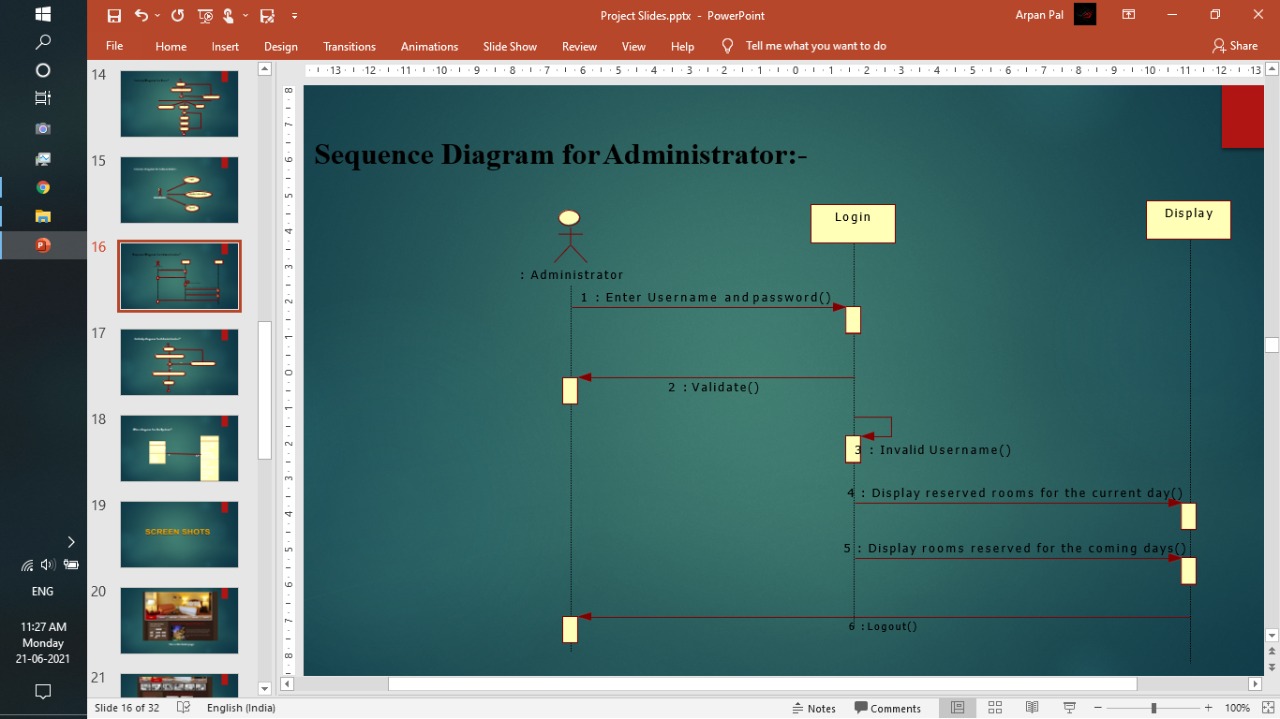 Project Slides.pptx - PowerPoint
Arpan Pal
File Home Insert Design Transitions Animations Slide Show Review View Help Tell me what you want to do Share
14
15
16
17
18
19
SCREEN SHOTS
20
21
Sequence Diagram for Administrator:-
Login
Display
: Administrator
1 : Enter Username and password()
2 : Validate()
3 : Invalid Username()
4 : Display reserved rooms for the current day()
5 : Display rooms reserved for the coming days()
6 :Logout()
ENG
11:27 AM
Monday
21-06-2021
Slide 16 of 32 English (India) Notes Comments 100%